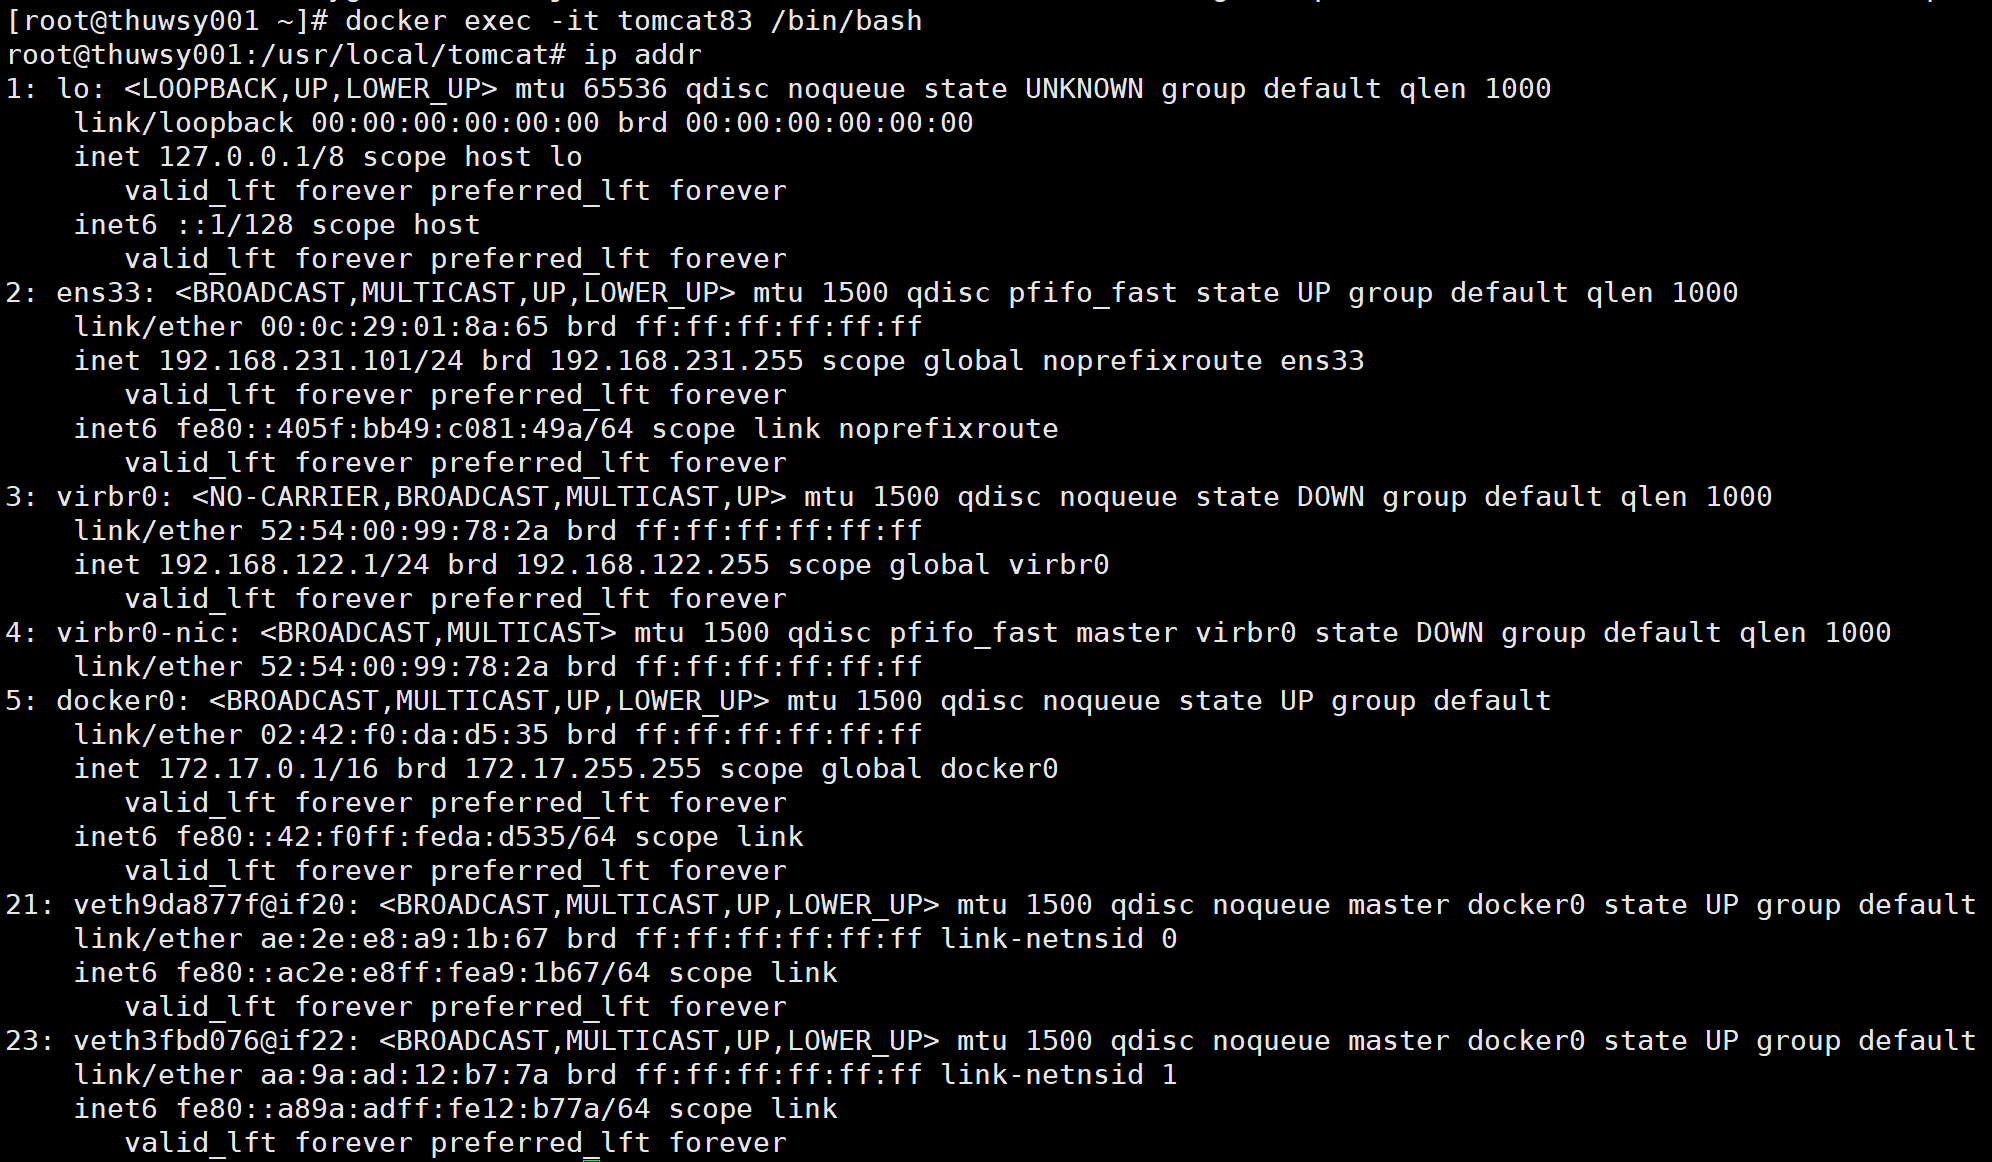 [root@thuwsy001 ~]# docker exec -it tomcat83 /bin/bash
root@thuwsy001:/usr/local/tomcat# ip addr
1: lo: <LOOPBACK,UP,LOWER_UP> mtu 65536 qdisc noqueue state UNKNOWN group default qlen 1000
    link/loopback 00:00:00:00:00:00 brd 00:00:00:00:00:00
    inet 127.0.0.1/8 scope host lo
       valid_lft forever preferred_lft forever
    inet6 ::1/128 scope host
       valid_lft forever preferred_lft forever
2: ens33: <BROADCAST,MULTICAST,UP,LOWER_UP> mtu 1500 qdisc pfifo_fast state UP group default qlen 1000
    link/ether 00:0c:29:01:8a:65 brd ff:ff:ff:ff:ff:ff
    inet 192.168.231.101/24 brd 192.168.231.255 scope global noprefixroute ens33
       valid_lft forever preferred_lft forever
    inet6 fe80::405f:bb49:c081:49a/64 scope link noprefixroute
       valid_lft forever preferred_lft forever
3: virbr0: <NO-CARRIER,BROADCAST,MULTICAST,UP> mtu 1500 qdisc noqueue state DOWN group default qlen 1000
    link/ether 52:54:00:99:78:2a brd ff:ff:ff:ff:ff:ff
    inet 192.168.122.1/24 brd 192.168.122.255 scope global virbr0
       valid_lft forever preferred_lft forever
4: virbr0-nic: <BROADCAST,MULTICAST> mtu 1500 qdisc pfifo_fast master virbr0 state DOWN group default qlen 1000
    link/ether 52:54:00:99:78:2a brd ff:ff:ff:ff:ff:ff
5: docker0: <BROADCAST,MULTICAST,UP,LOWER_UP> mtu 1500 qdisc noqueue state UP group default
    link/ether 02:42:f0:da:d5:35 brd ff:ff:ff:ff:ff:ff
    inet 172.17.0.1/16 brd 172.17.255.255 scope global docker0
       valid_lft forever preferred_lft forever
    inet6 fe80::42:f0ff:feda:d535/64 scope link
       valid_lft forever preferred_lft forever
21: veth9da877f@if20: <BROADCAST,MULTICAST,UP,LOWER_UP> mtu 1500 qdisc noqueue master docker0 state UP group default
    link/ether ae:2e:e8:a9:1b:67 brd ff:ff:ff:ff:ff:ff link-netnsid 0
    inet6 fe80::ac2e:e8ff:fea9:1b67/64 scope link
       valid_lft forever preferred_lft forever
23: veth3fbd076@if22: <BROADCAST,MULTICAST,UP,LOWER_UP> mtu 1500 qdisc noqueue master docker0 state UP group default
    link/ether aa:9a:ad:12:b7:7a brd ff:ff:ff:ff:ff:ff link-netnsid 1
    inet6 fe80::a89a:adff:fe12:b77a/64 scope link
       valid_lft forever preferred_lft forever